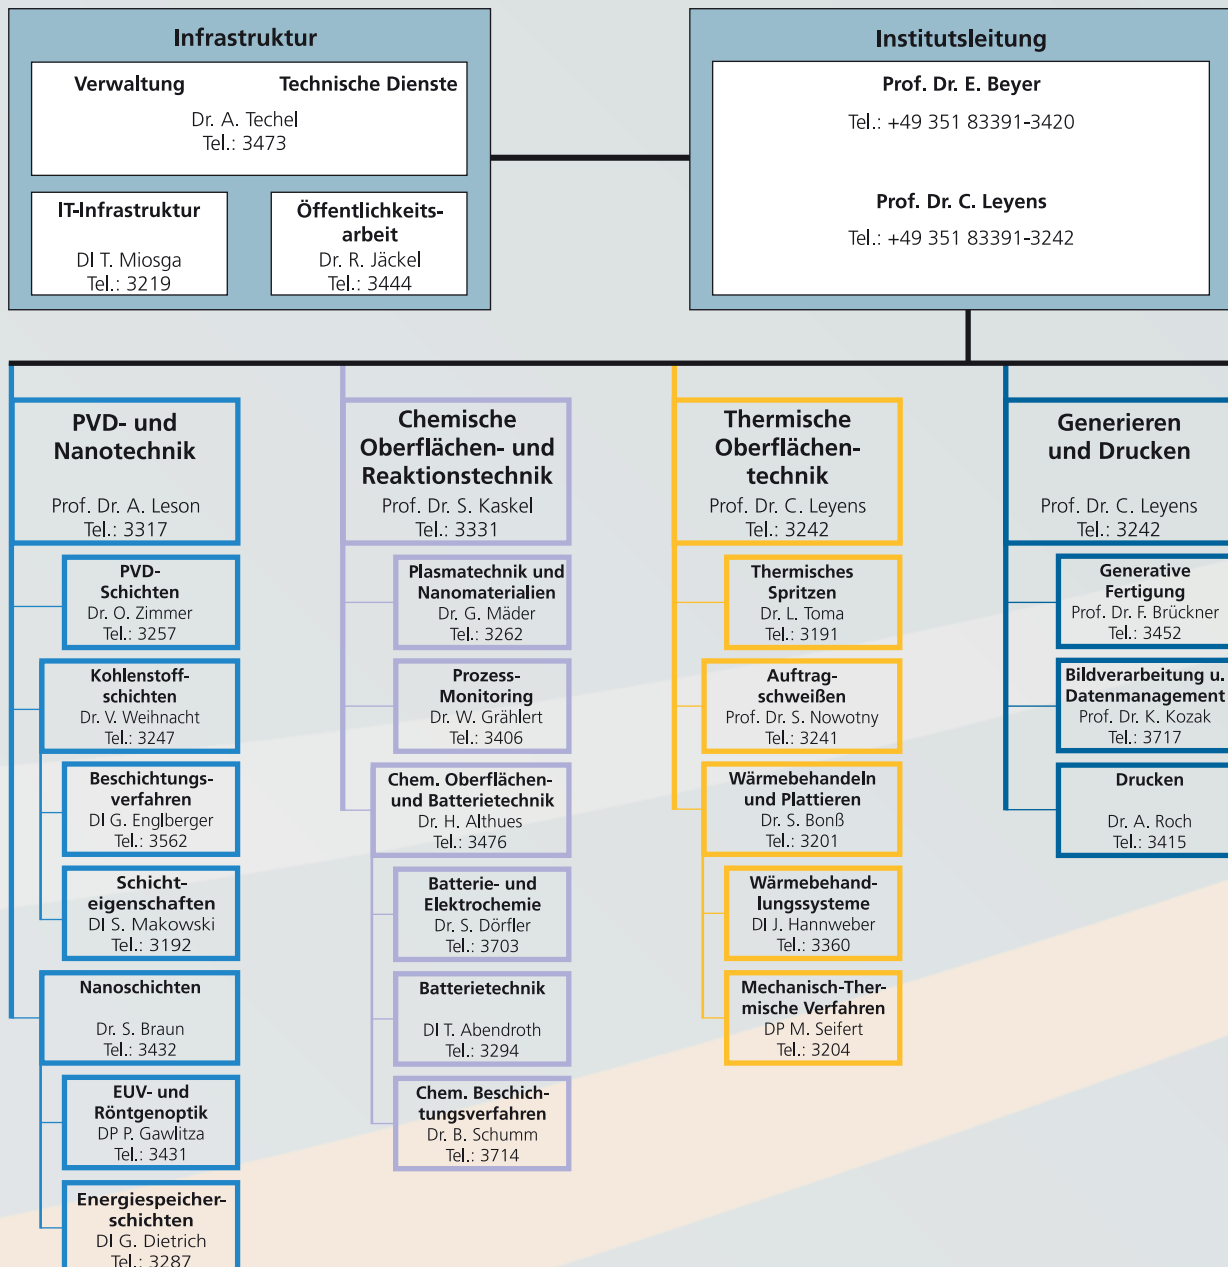 Infrastruktur
Verwaltung
Technische Dienste
Dr. A. Techel
Tel.: 3473
IT-Infrastruktur
DI T. Miosga
Tel.: 3219
Öffentlichkeits-
arbeit
Dr. R. Jäckel
Tel.: 3444
Institutsleitung
Prof. Dr. E. Beyer
Tel.: +49 351 83391-3420
Prof. Dr. C. Leyens
Tel.: +49 351 83391-3242
PVD- und
Nanotechnik
Prof. Dr. A. Leson
Tel.: 3317
PVD-
Schichten
Dr. O. Zimmer
Tel.: 3257
Kohlenstoff-
schichten
Dr. V. Weihnacht
Tel.: 3247
Beschichtungs-
verfahren
DI G. Englberger
Tel.: 3562
Schicht-
eigenschaften
DI S. Makowski
Tel.: 3192
Nanoschichten
Dr. S. Braun
Tel.: 3432
EUV- und
Röntgenoptik
DP P. Gawlitza
Tel.: 3431
Energiespeicher-
schichten
DI G. Dietrich
Tel.: 3287
Chemische
Oberflächen- und
Reaktionstechnik
Prof. Dr. S. Kaskel
Tel.: 3331
Plasmatechnik und
Nanomaterialien
Dr. G. Mäder
Tel.: 3262
Prozess-
Monitoring
Dr. W. Grählert
Tel.: 3406
Chem. Oberflächen-
und Batterietechnik
Dr. H. Althues
Tel.: 3476
Batterie- und
Elektrochemie
Dr. S. Dörfler
Tel.: 3703
Batterietechnik
DI T. Abendroth
Tel.: 3294
Chem. Beschich-
tungsverfahren
Dr. B. Schumm
Tel.: 3714
Thermische
Oberflächen-
technik
Prof. Dr. C. Leyens
Tel.: 3242
Thermisches
Spritzen
Dr. L. Toma
Tel.: 3191
Auftrag-
schweißen
Prof. Dr. S. Nowotny
Tel.: 3241
Wärmebehandeln
und Plattieren
Dr. S. Bonß
Tel.: 3201
Wärmebehand-
lungssysteme
DI J. Hannweber
Tel.: 3360
Mechanisch-Ther-
mische Verfahren
DP M. Seifert
Tel.: 3204
Generieren
und Drucken
Prof. Dr. C. Leyens
Tel.: 3242
Generative
Fertigung
Prof. Dr. F. Brückner
Tel.: 3452
Bildverarbeitung u.
Datenmanagement
Prof. Dr. K. Kozak
Tel.: 3717
Drucken
Dr. A. Roch
Tel.: 3415